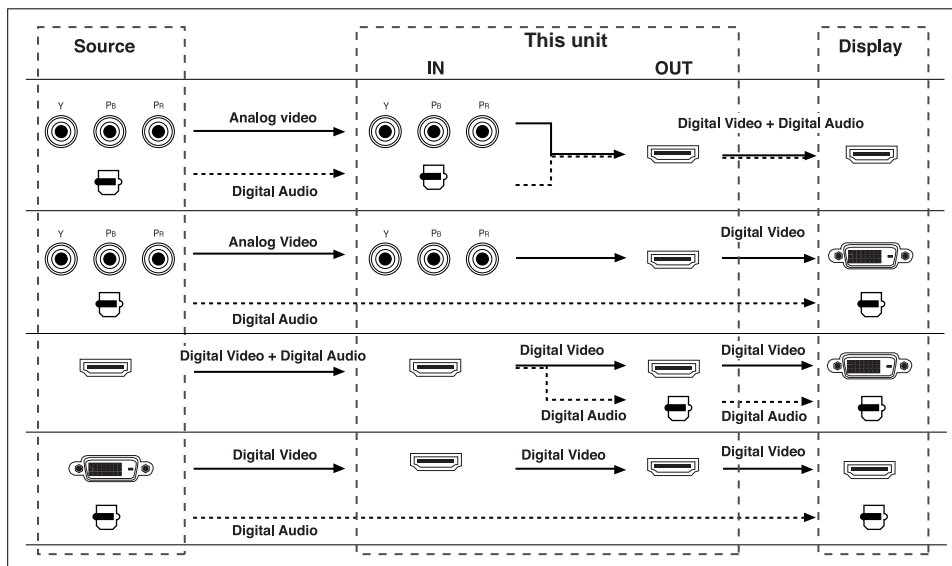 Source
This unit
Display
IN
OUT
Y PB PR
Analog video
Y PB PR
Digital Video + Digital Audio
Digital Audio
Y PB PR
Analog Video
Y PB PR
Digital Video
Digital Audio
Digital Video + Digital Audio
Digital Video
Digital Video
Digital Audio
Digital Audio
Digital Video
Digital Video
Digital Video
Digital Audio